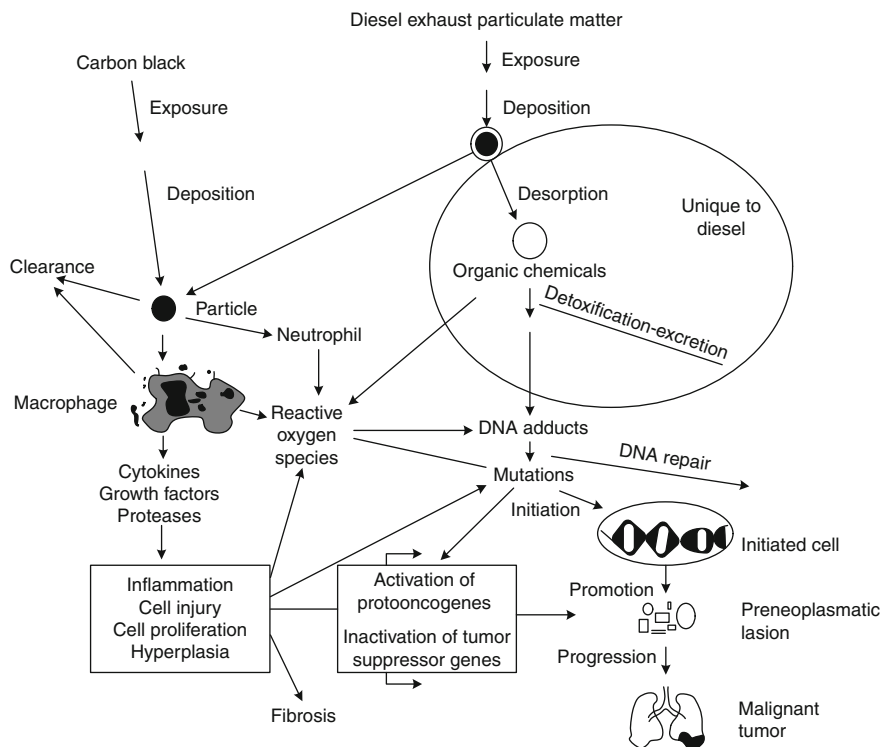 Diesel exhaust particulate matter
Carbon black
Exposure
Exposure
Deposition
Deposition
Desorption
Unique to
diesel
Clearance
Organic chemicals
Particle
Detoxification-excretion
Neutrophil
Macrophage
Reactive
oxygen
species
DNA adducts
DNA repair
Cytokines
Growth factors
Proteases
Mutations
Initiation
Initiated cell
Inflammation
Cell injury
Cell proliferation
Hyperplasia
Activation of
protooncogenes
Inactivation of tumor
suppressor genes
Promotion
Preneoplasmatic
lasion
Progression
Fibrosis
Malignant
tumor